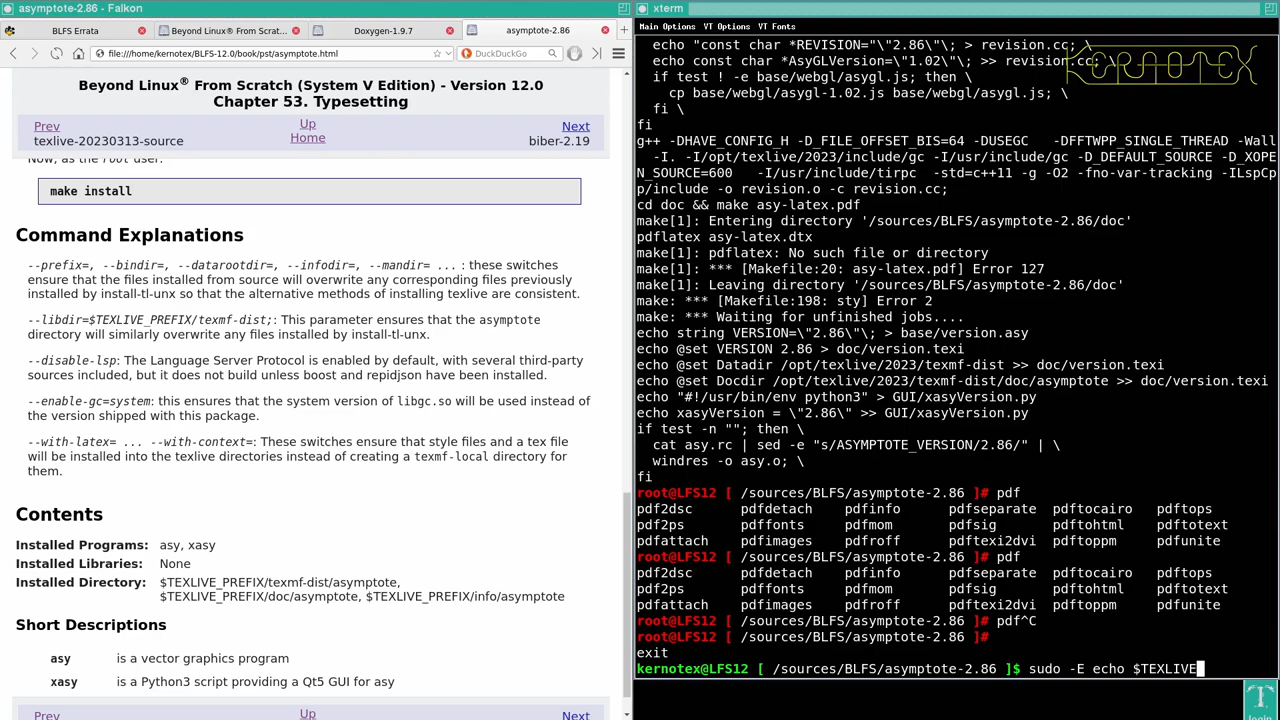 asymptote-2.86 - Falkon
BLFS Errata
Beyond Linux® From Scrat...
Doxygen-1.9.7
asymptote-2.86
file:///home/kernotex/BLFS-12.0/book/pst/asymptote.html
DuckDuckGo
Beyond Linux® From Scratch (System V Edition) - Version 12.0
Chapter 53. Typesetting
Prev
Up
Next
texlive-20230313-source
Home
biber-2.19
Now, as the root user:
make install
Command Explanations
--prefix=, --bindir=, --datarootdir=, --infodir=, --mandir= ... : these switches
ensure that the files installed from source will overwrite any corresponding files previously
installed by install-tl-unx so that the alternative methods of installing texlive are consistent.
--libdir=$TEXLIVE_PREFIX/texmf-dist;: This parameter ensures that the asymptote
directory will similarly overwrite any files installed by install-tl-unx.
--disable-lsp: The Language Server Protocol is enabled by default, with several third-party
sources included, but it does not build unless boost and repidjson have been installed.
--enable-gc=system: this ensures that the system version of libgc.so will be used instead of
the version shipped with this package.
--with-latex= ... --with-context=: These switches ensure that style files and a tex file
will be installed into the texlive directories instead of creating a texmf-local directory for
them.
Contents
Installed Programs: asy, xasy
Installed Libraries: None
Installed Directory: $TEXLIVE_PREFIX/texmf-dist/asymptote,
$TEXLIVE_PREFIX/doc/asymptote, $TEXLIVE_PREFIX/info/asymptote
Short Descriptions
asy is a vector graphics program
xasy is a Python3 script providing a Qt5 GUI for asy
Prev
Up
Next
xterm
Main Options VT Options VT Fonts
KERNOTEX
echo "const char *REVISION="\"2.86\"\; > revision.cc; \
echo const char *AsyGLVersion=\"1.02\"\; >> revision.cc; \
if test ! -e base/webgl/asygl.js; then \
cp base/webgl/asygl-1.02.js base/webgl/asygl.js; \
fi \
fi
g++ -DHAVE_CONFIG_H -D_FILE_OFFSET_BIS=64 -DUSEGC -DFFTWPP_SINGLE_THREAD -Wall
-I. -I/opt/texlive/2023/include/gc -I/usr/include/gc -D_DEFAULT_SOURCE -D_XOPE
N_SOURCE=600 -I/usr/include/tirpc -std=c++11 -g -O2 -fno-var-tracking -ILspCp
p/include -o revision.o -c revision.cc;
cd doc && make asy-latex.pdf
make[1]: Entering directory '/sources/BLFS/asymptote-2.86/doc'
pdflatex asy-latex.dtx
make[1]: pdflatex: No such file or directory
make[1]: *** [Makefile:20: asy-latex.pdf] Error 127
make[1]: Leaving directory '/sources/BLFS/asymptote-2.86/doc'
make: *** [Makefile:198: sty] Error 2
make: *** Waiting for unfinished jobs....
echo string VERSION=\"2.86\"\; > base/version.asy
echo @set VERSION 2.86 > doc/version.texi
echo @set Datadir /opt/texlive/2023/texmf-dist >> doc/version.texi
echo @set Docdir /opt/texlive/2023/texmf-dist/doc/asymptote >> doc/version.texi
echo "#!/usr/bin/env python3" > GUI/xasyVersion.py
echo xasyVersion = \"2.86\" >> GUI/xasyVersion.py
if test -n ""; then \
cat asy.rc | sed -e "s/ASYMPTOTE_VERSION/2.86/" | \
windres -o asy.o; \
fi
root@LFS12 [ /sources/BLFS/asymptote-2.86 ]# pdf
pdf2dsc pdfdetach pdfinfo pdfseparate pdftocairo pdftops
pdf2ps pdffonts pdfmom pdfsig pdftohtml pdftotext
pdfattach pdfimages pdfroff pdftexi2dvi pdftoppm pdfunite
root@LFS12 [ /sources/BLFS/asymptote-2.86 ]# pdf
pdf2dsc pdfdetach pdfinfo pdfseparate pdftocairo pdftops
pdf2ps pdffonts pdfmom pdfsig pdftohtml pdftotext
pdfattach pdfimages pdfroff pdftexi2dvi pdftoppm pdfunite
root@LFS12 [ /sources/BLFS/asymptote-2.86 ]# pdf^C
root@LFS12 [ /sources/BLFS/asymptote-2.86 ]#
exit
kernotex@LFS12 [ /sources/BLFS/asymptote-2.86 ]$ sudo -E echo $TEXLIVE
login